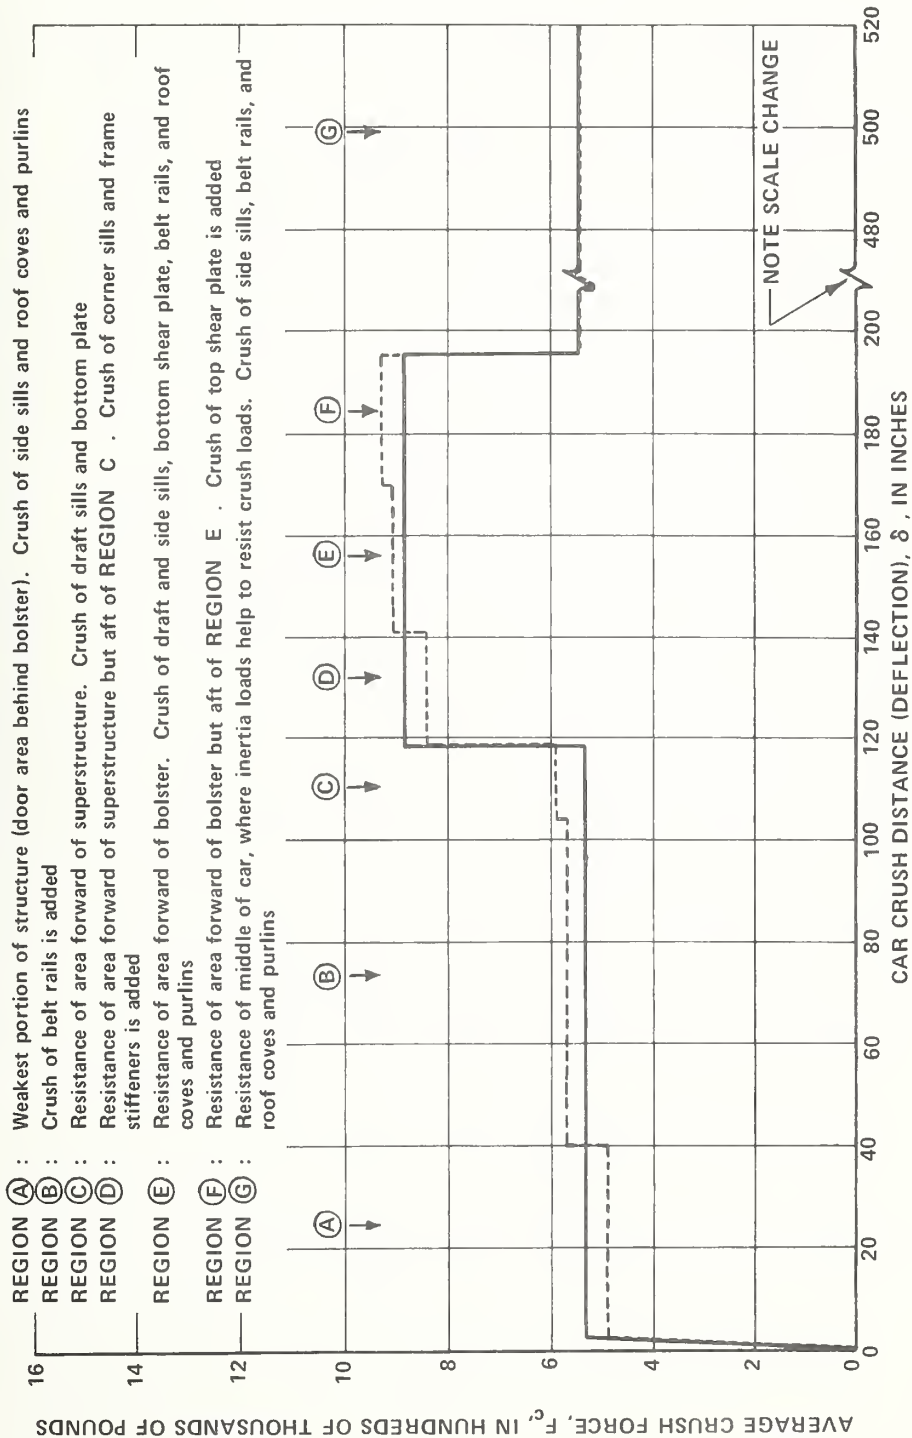 REGION Ⓐ : Weakest portion of structure (door area behind bolster). Crush of side sills and roof coves and purlins
REGION Ⓑ : Crush of belt rails is added
REGION Ⓒ : Resistance of area forward of superstructure. Crush of draft sills and bottom plate
REGION Ⓓ : Resistance of area forward of superstructure but aft of REGION C . Crush of corner sills and frame
stiffeners is added
REGION Ⓔ : Resistance of area forward of bolster. Crush of draft and side sills, bottom shear plate, belt rails, and roof
coves and purlins
REGION Ⓕ : Resistance of area forward of bolster but aft of REGION E . Crush of top shear plate is added
REGION Ⓖ : Resistance of middle of car, where inertia loads help to resist crush loads. Crush of side sills, belt rails, and
roof coves and purlins
Ⓐ
Ⓑ
Ⓒ
Ⓓ
Ⓔ
Ⓕ
Ⓖ
NOTE SCALE CHANGE
16
14
12
10
8
6
4
2
0
0 20 40 60 80 100 120 140 160 180 200 480 500 520
AVERAGE CRUSH FORCE, Fc, IN HUNDREDS OF THOUSANDS OF POUNDS
CAR CRUSH DISTANCE (DEFLECTION), δ , IN INCHES